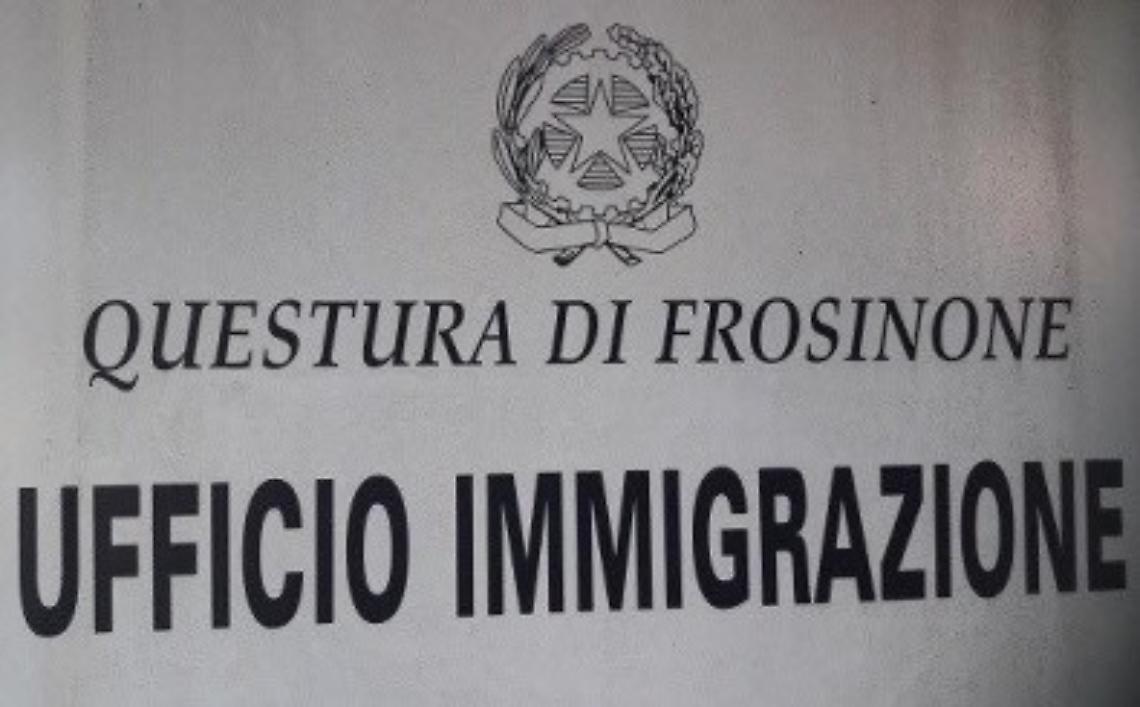 QUESTURA DI FROSINONE
UFFICIO IMMIGRAZIONE